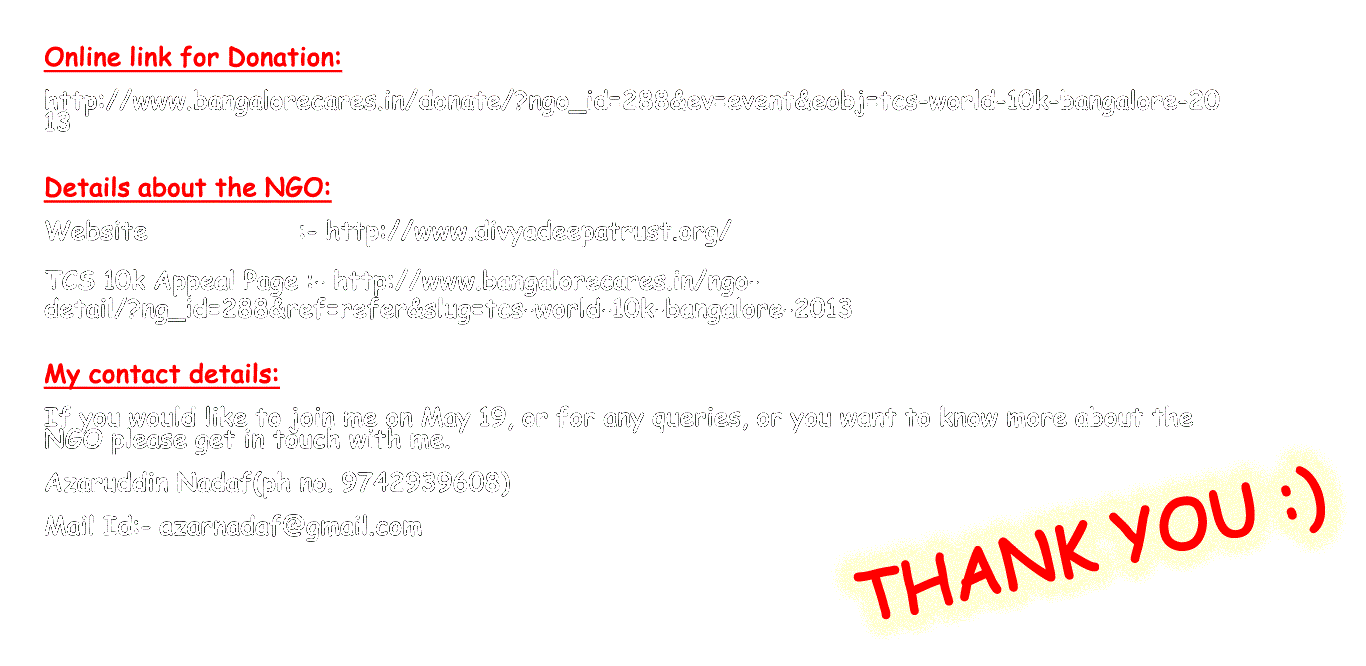 Online link for Donation:
http://www.bangalorecares.in/donate/?ngo_id=288&ev=event&eobj=tcs-world-10k-bangalore-20
13
Details about the NGO:
Website :- http://www.divyadeepatrust.org/
TCS 10k Appeal Page :- http://www.bangalorecares.in/ngo-
detail/?ng_id=288&ref=refer&slug=tcs-world-10k-bangalore-2013
My contact details:
If you would like to join me on May 19, or for any queries, or you want to know more about the
NGO please get in touch with me.
Azaruddin Nadaf(ph no. 9742939608)
Mail Id:- azarnadaf@gmail.com
THANK YOU :)